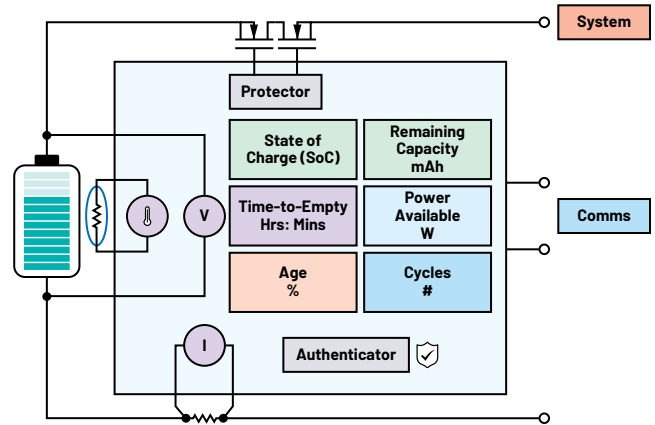 System
Protector
State of
Charge (SoC)
Remaining
Capacity
mAh
Time-to-Empty
Hrs: Mins
Power
Available
W
Comms
V
Age
%
Cycles
#
I
Authenticator